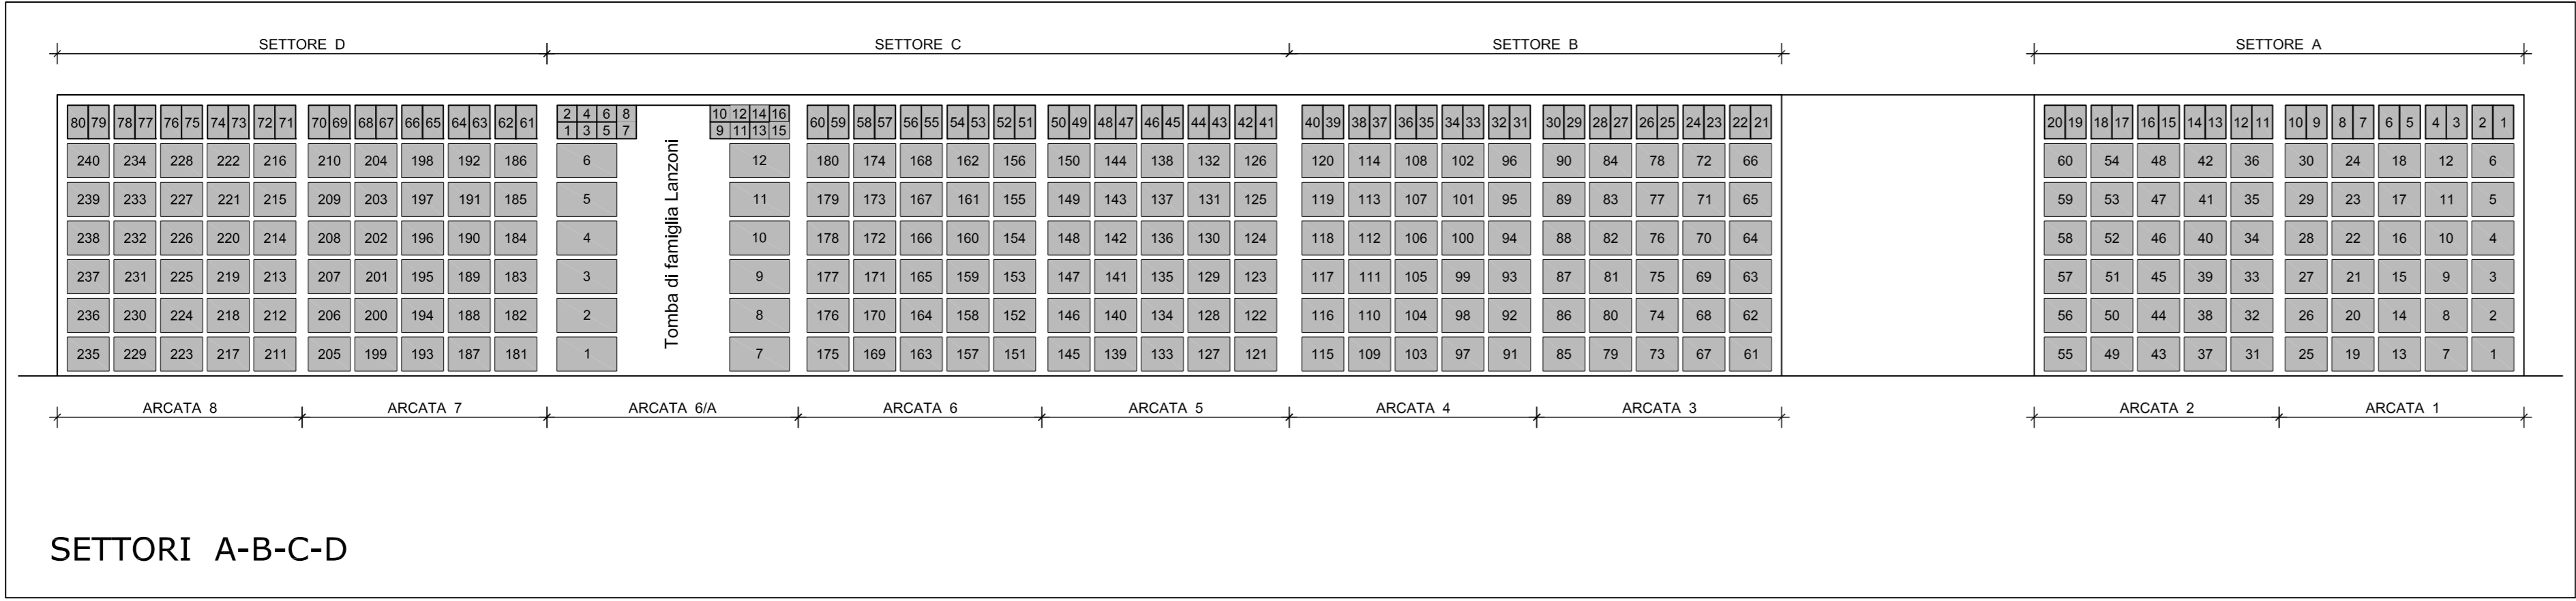 SETTORE D SETTORE C SETTORE B SETTORE A
80 79 78 77 76 75 74 73 72 71 70 69 68 67 66 65 64 63 62 61 2 4 6 8 10 12 14 16 60 59 58 57 56 55 54 53 52 51 50 49 48 47 46 45 44 43 42 41 40 39 38 37 36 35 34 33 32 31 30 29 28 27 26 25 24 23 22 21 20 19 18 17 16 15 14 13 12 11 10 9 8 7 6 5 4 3 2 1
1 3 5 7 9 11 13 15
240 234 228 222 216 210 204 198 192 186 6 12 180 174 168 162 156 150 144 138 132 126 120 114 108 102 96 90 84 78 72 66 60 54 48 42 36 30 24 18 12 6
239 233 227 221 215 209 203 197 191 185 5 11 179 173 167 161 155 149 143 137 131 125 119 113 107 101 95 89 83 77 71 65 59 53 47 41 35 29 23 17 11 5
238 232 226 220 214 208 202 196 190 184 4 10 178 172 166 160 154 148 142 136 130 124 118 112 106 100 94 88 82 76 70 64 58 52 46 40 34 28 22 16 10 4
237 231 225 219 213 207 201 195 189 183 3 9 177 171 165 159 153 147 141 135 129 123 117 111 105 99 93 87 81 75 69 63 57 51 45 39 33 27 21 15 9 3
236 230 224 218 212 206 200 194 188 182 2 8 176 170 164 158 152 146 140 134 128 122 116 110 104 98 92 86 80 74 68 62 56 50 44 38 32 26 20 14 8 2
235 229 223 217 211 205 199 193 187 181 1 7 175 169 163 157 151 145 139 133 127 121 115 109 103 97 91 85 79 73 67 61 55 49 43 37 31 25 19 13 7 1
Tomba di famiglia Lanzoni
ARCATA 8 ARCATA 7 ARCATA 6/A ARCATA 6 ARCATA 5 ARCATA 4 ARCATA 3 ARCATA 2 ARCATA 1
SETTORI A-B-C-D